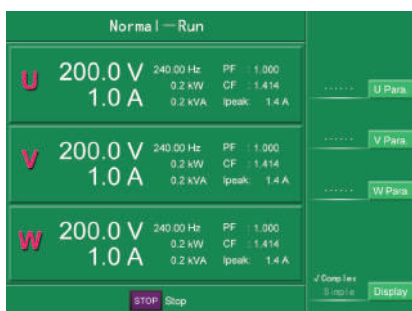 Normal—Run
U 200.0 V 240.00 Hz PF : 1.000
1.0 A 0.2 kW CF : 1.414
0.2 kVA Ipeak: 1.4 A
V 200.0 V 240.00 Hz PF : 1.000
1.0 A 0.2 kW CF : 1.414
0.2 kVA Ipeak: 1.4 A
W 200.0 V 240.00 Hz PF : 1.000
1.0 A 0.2 kW CF : 1.414
0.2 kVA Ipeak: 1.4 A
STOP Stop
...... U Para.
...... V Para.
...... W Para.
√Complex
Simple Display